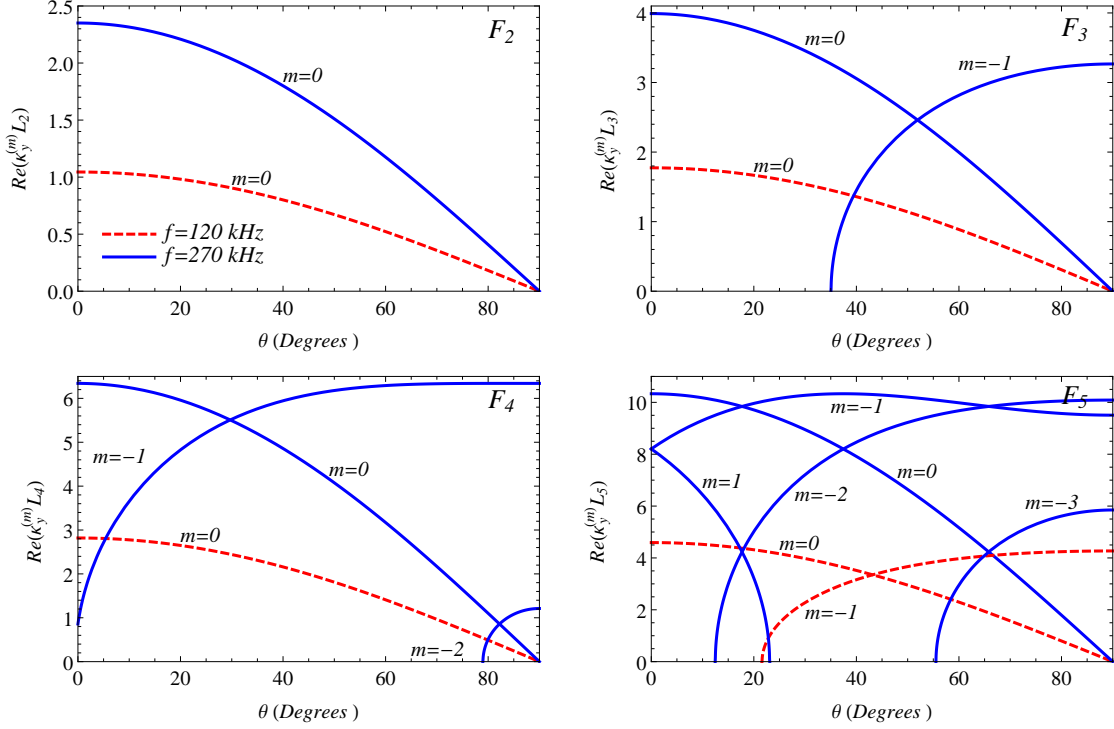 F₂
Re(κ_y^(m) L₂)
2.5
2.0
1.5
1.0
0.5
0.0
m=0
m=0
f=120 kHz
f=270 kHz
0 20 40 60 80
θ (Degrees )
F₃
Re(κ_y^(m) L₃)
4
3
2
1
0
m=0
m=-1
m=0
0 20 40 60 80
θ (Degrees )
F₄
Re(κ_y^(m) L₄)
6
5
4
3
2
1
0
m=-1
m=0
m=0
m=-2
0 20 40 60 80
θ (Degrees )
F₅
Re(κ_y^(m) L₅)
10
8
6
4
2
0
m=-1
m=1
m=-2
m=0
m=-3
m=0
m=-1
0 20 40 60 80
θ (Degrees )